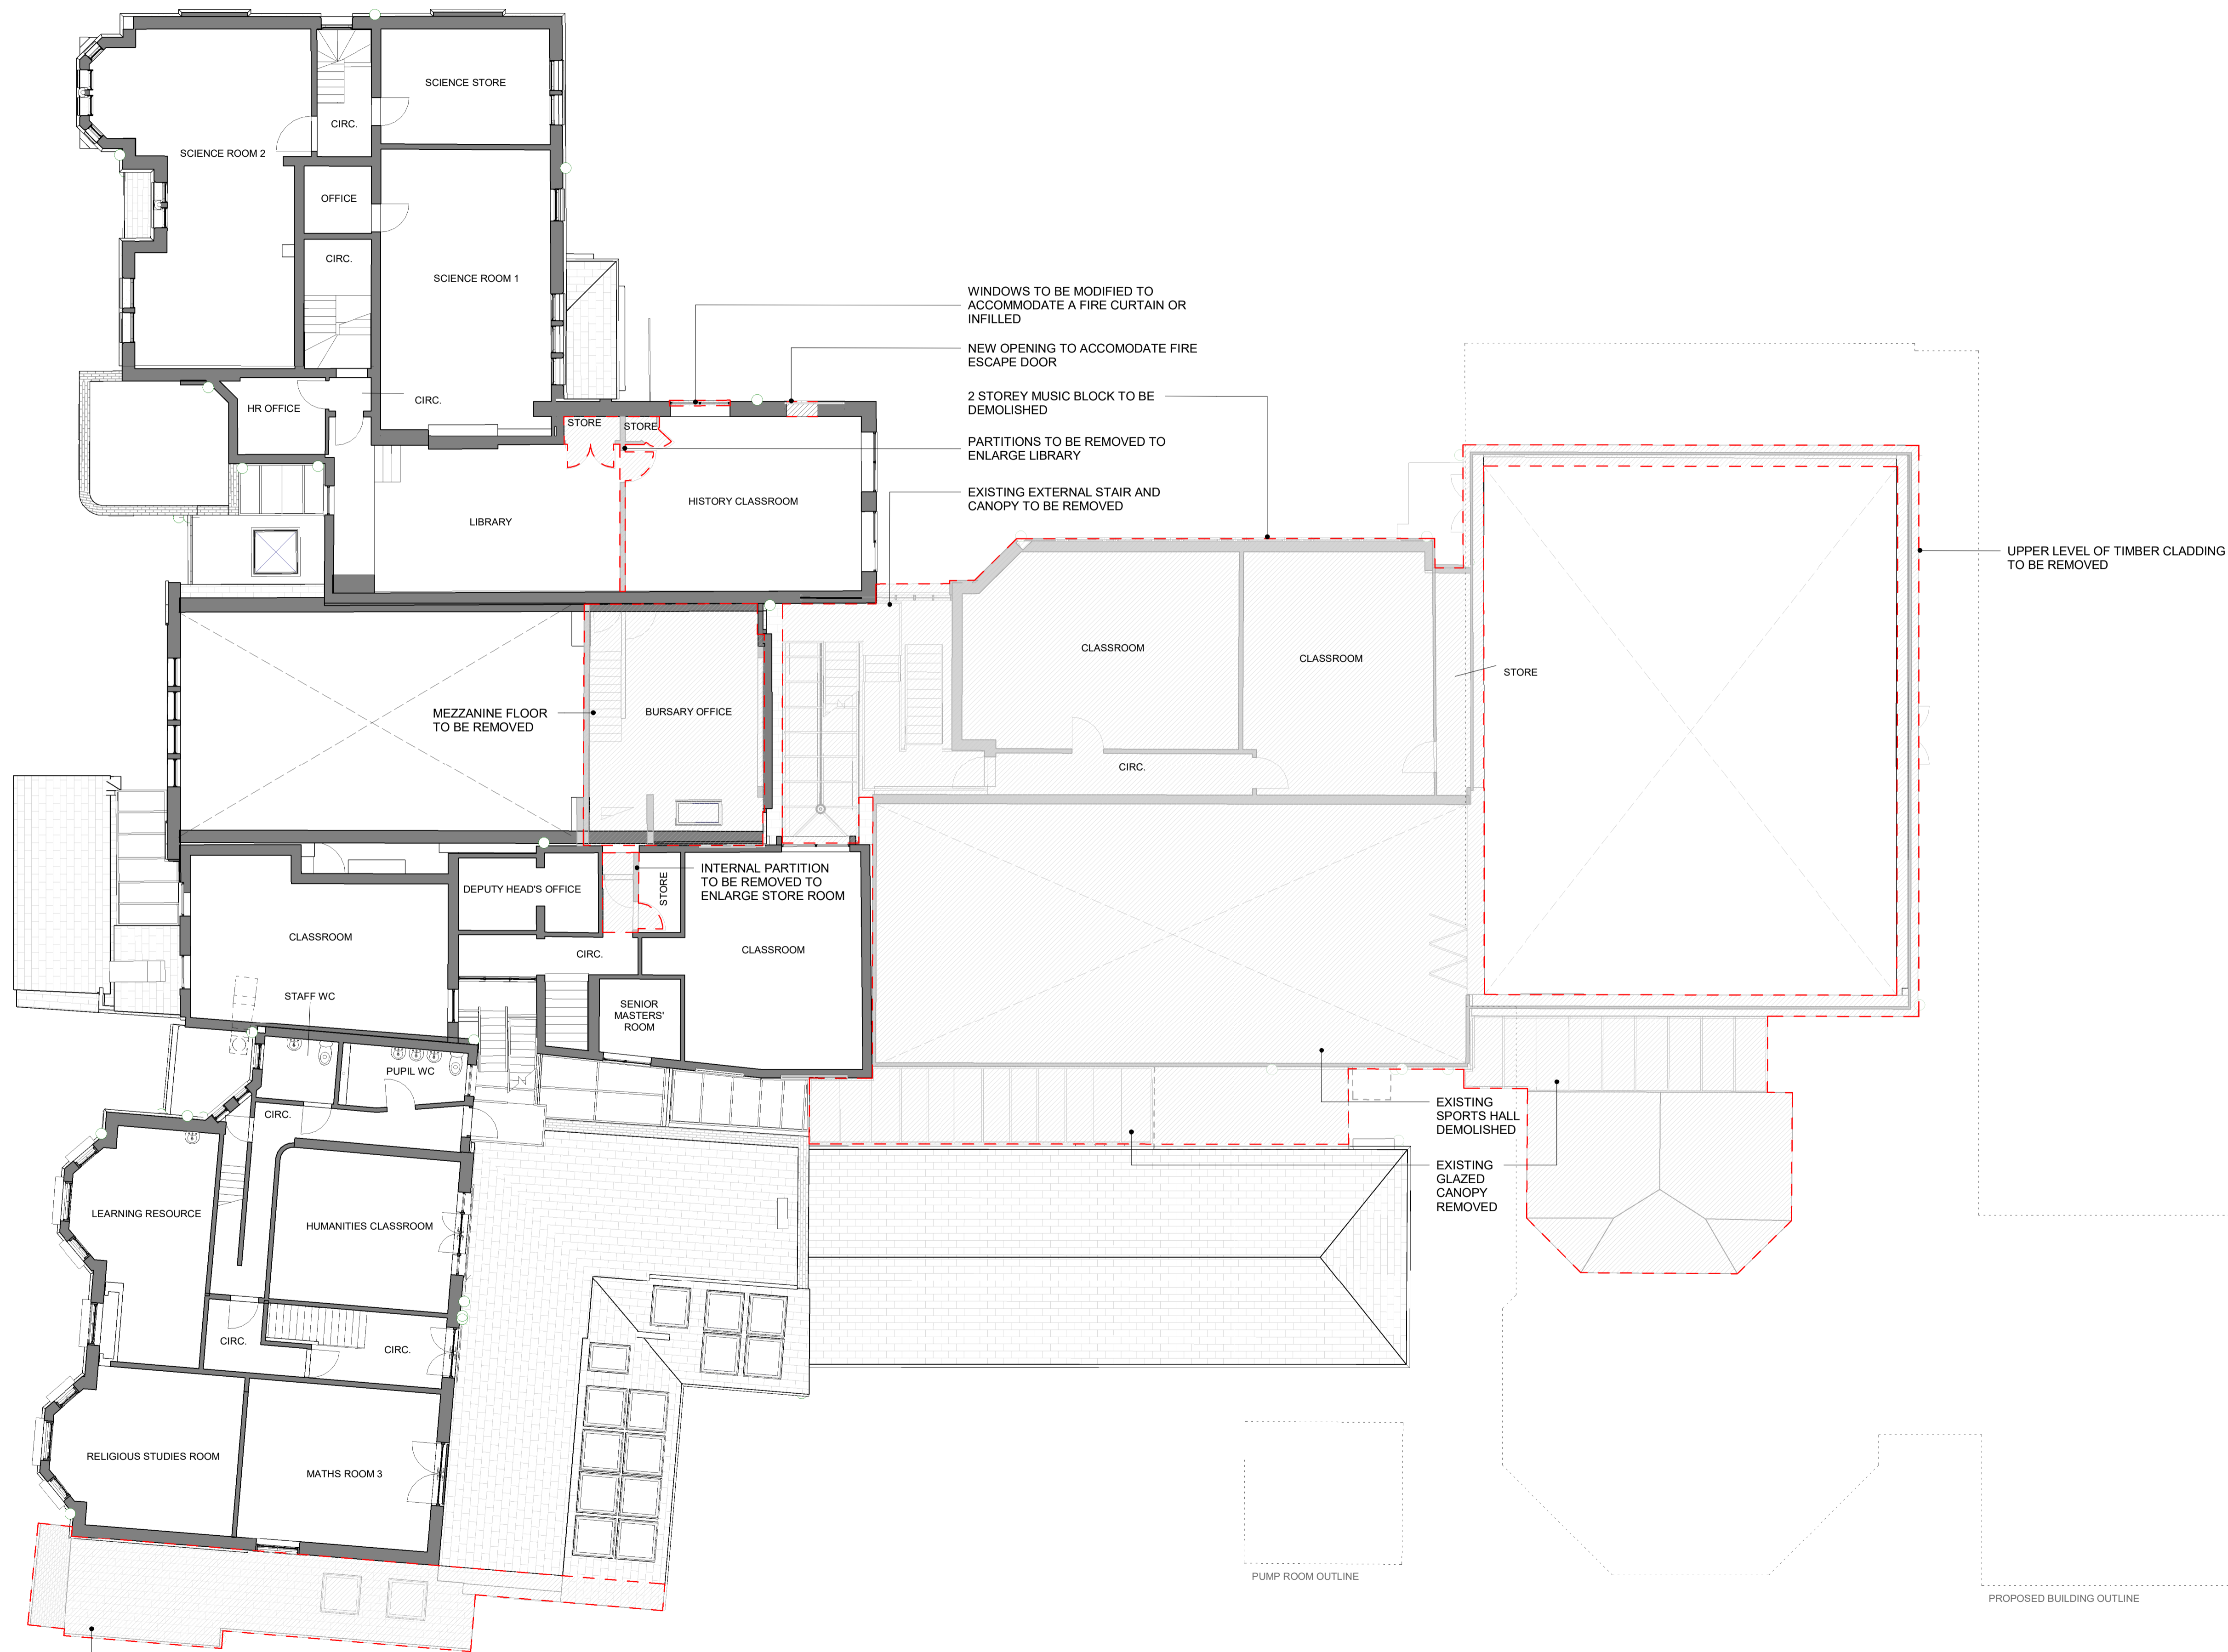 SCIENCE STORE
CIRC.
SCIENCE ROOM 2
OFFICE
CIRC.
SCIENCE ROOM 1
WINDOWS TO BE MODIFIED TO
ACCOMMODATE A FIRE CURTAIN OR
INFILLED
NEW OPENING TO ACCOMODATE FIRE
ESCAPE DOOR
2 STOREY MUSIC BLOCK TO BE
DEMOLISHED
HR OFFICE
CIRC.
STORE
STORE
PARTITIONS TO BE REMOVED TO
ENLARGE LIBRARY
EXISTING EXTERNAL STAIR AND
CANOPY TO BE REMOVED
HISTORY CLASSROOM
LIBRARY
UPPER LEVEL OF TIMBER CLADDING
TO BE REMOVED
CLASSROOM
CLASSROOM
STORE
MEZZANINE FLOOR
TO BE REMOVED
BURSARY OFFICE
CIRC.
INTERNAL PARTITION
TO BE REMOVED TO
ENLARGE STORE ROOM
DEPUTY HEAD'S OFFICE
STORE
CLASSROOM
CIRC.
CLASSROOM
STAFF WC
SENIOR
MASTERS'
ROOM
PUPIL WC
CIRC.
EXISTING
SPORTS HALL
DEMOLISHED
EXISTING
GLAZED
CANOPY
REMOVED
LEARNING RESOURCE
HUMANITIES CLASSROOM
CIRC.
CIRC.
RELIGIOUS STUDIES ROOM
MATHS ROOM 3
PUMP ROOM OUTLINE
PROPOSED BUILDING OUTLINE